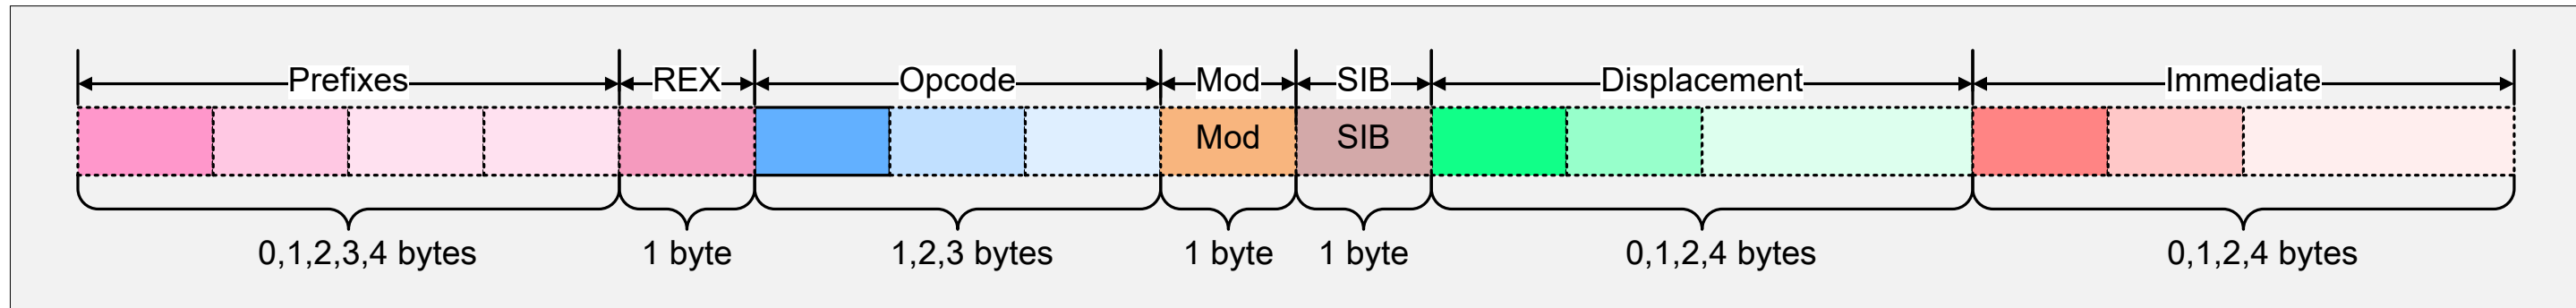 Prefixes REX Opcode Mod SIB Displacement Immediate
Mod SIB
0,1,2,3,4 bytes 1 byte 1,2,3 bytes 1 byte 1 byte 0,1,2,4 bytes 0,1,2,4 bytes